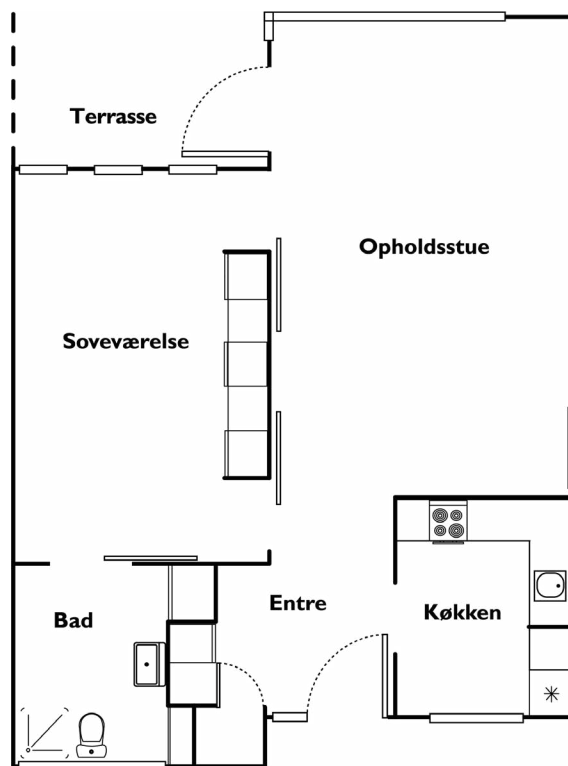 Terrasse
Opholdsstue
Soveværelse
Entre
Køkken
Bad